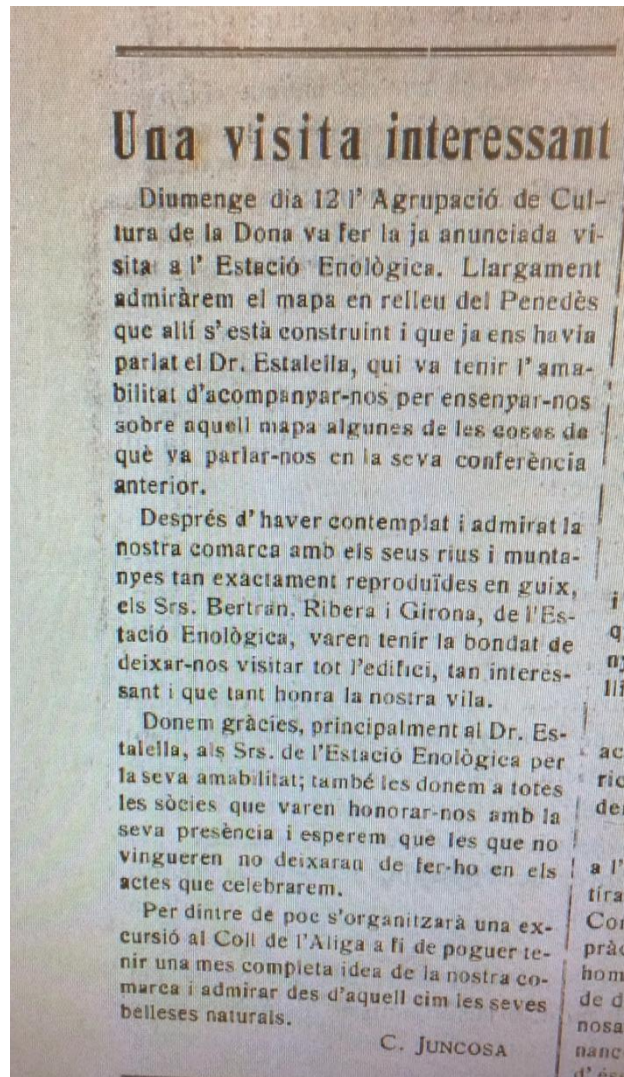 Una visita interessant
Diumenge dia 12 l' Agrupació de Cul-
tura de la Dona va fer la ja anunciada vi-
sita a l' Estació Enològica. Llargament
admiràrem el mapa en relleu del Penedès
que allí s' està construint i que ja ens havia
parlat el Dr. Estalella, qui va tenir l' ama-
bilitat d'acompanyar-nos per ensenyar-nos
sobre aquell mapa algunes de les coses de
què va parlar-nos en la seva conferència
anterior.
Després d' haver contemplat i admirat la
nostra comarca amb els seus rius i munta-
nyes tan exactament reproduïdes en guix,
els Srs. Bertran, Ribera i Girona, de l'Es-
tació Enològica, varen tenir la bondat de
deixar-nos visitar tot l'edifici, tan interes-
sant i que tant honra la nostra vila.
Donem gràcies, principalment al Dr. Es-
talella, als Srs. de l'Estació Enològica per
la seva amabilitat; també les donem a totes
les sòcies que varen honorar-nos amb la
seva presència i esperem que les que no
vingueren no deixaran de fer-ho en els
actes que celebrarem.
Per dintre de poc s'organitzarà una ex-
cursió al Coll de l'Aliga a fi de poguer te-
nir una mes completa idea de la nostra co-
marca i admirar des d'aquell cim les seves
belleses naturals.
C. JUNCOSA